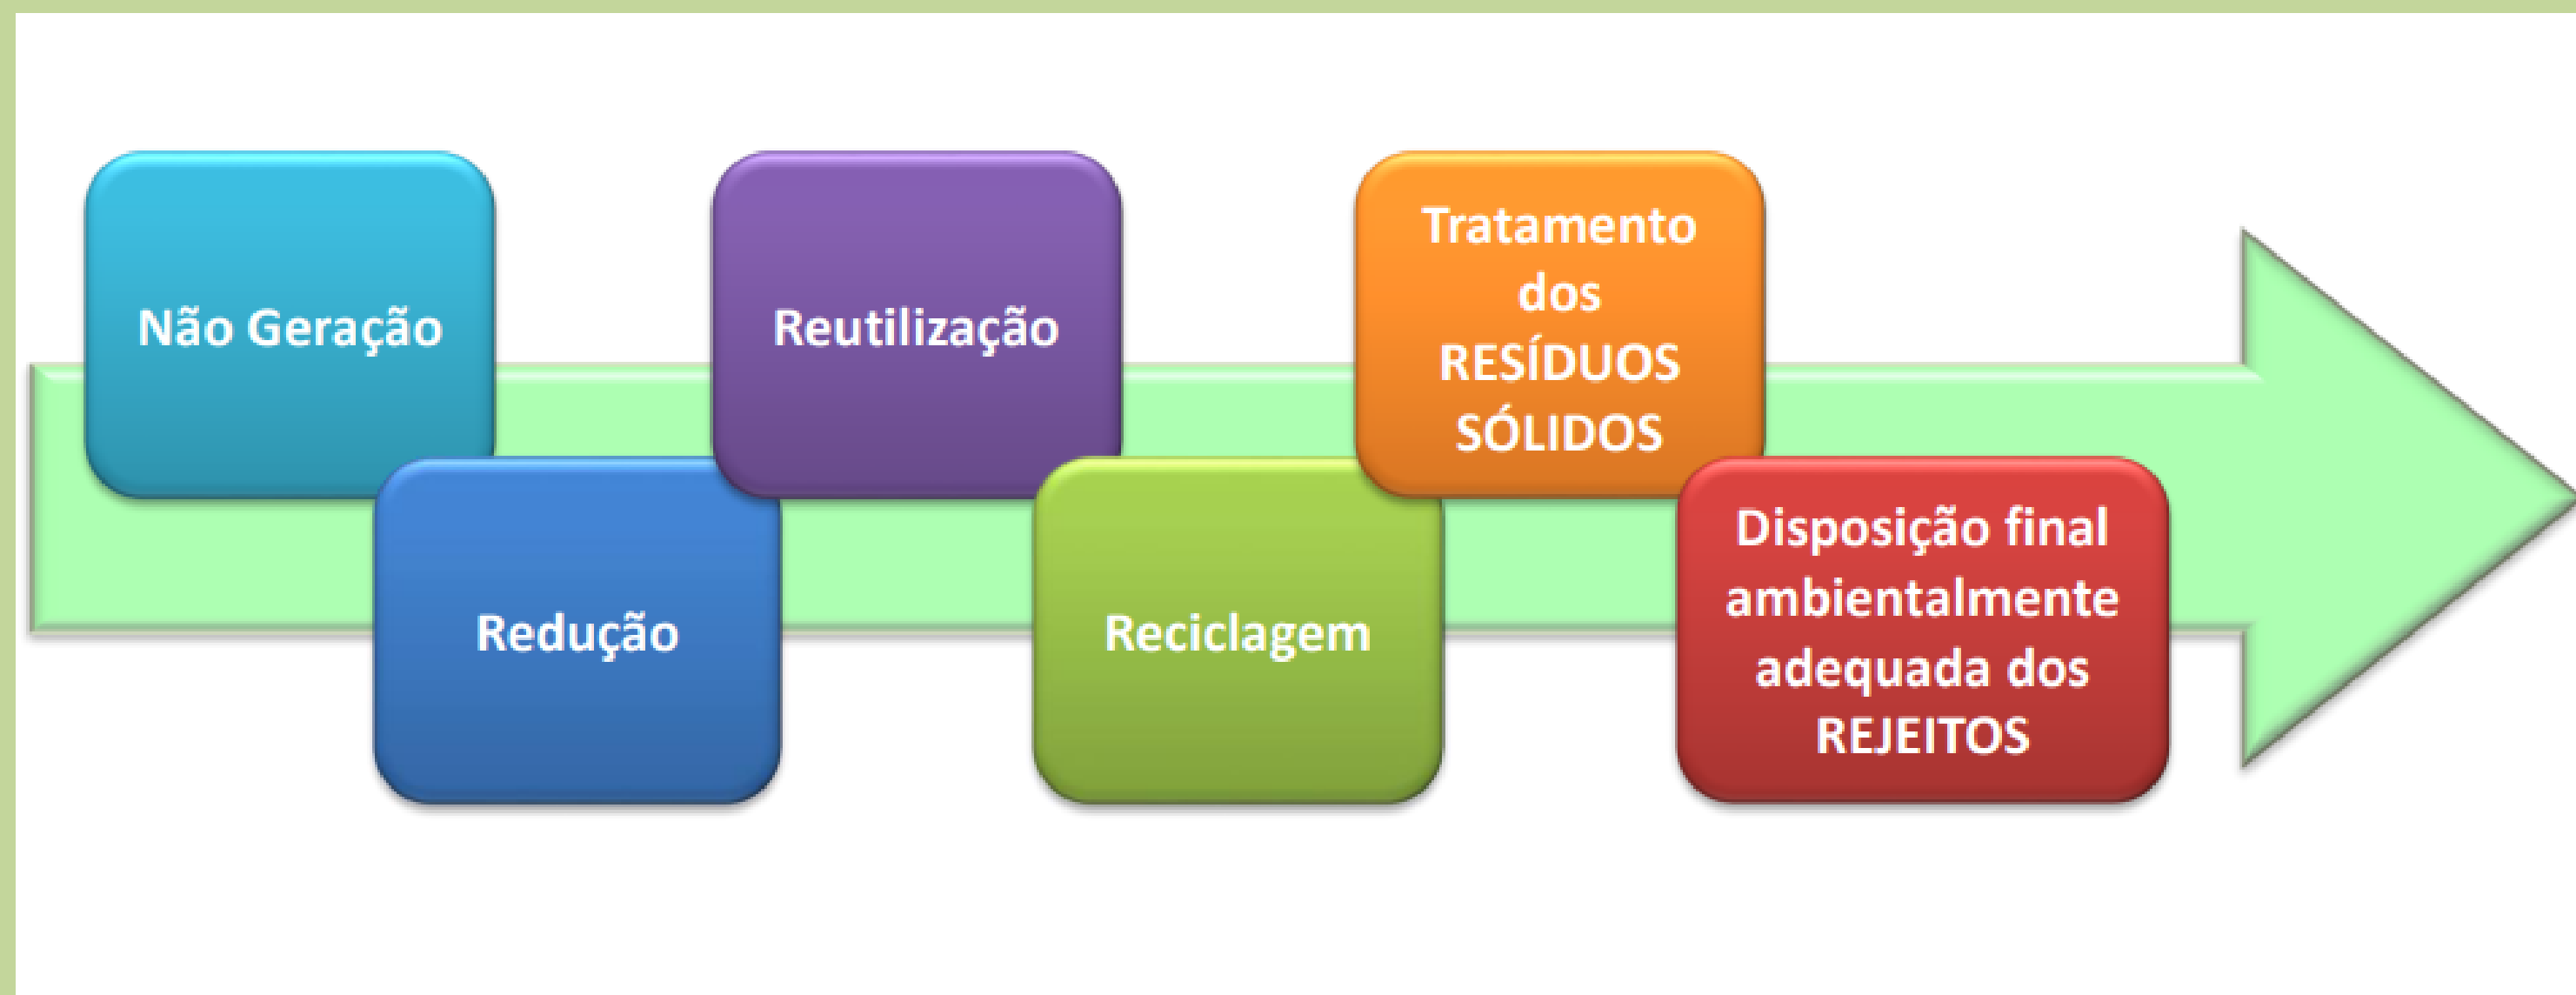 Não Geração
Redução
Reutilização
Reciclagem
Tratamento
dos
RESÍDUOS
SÓLIDOS
Disposição final
ambientalmente
adequada dos
REJEITOS